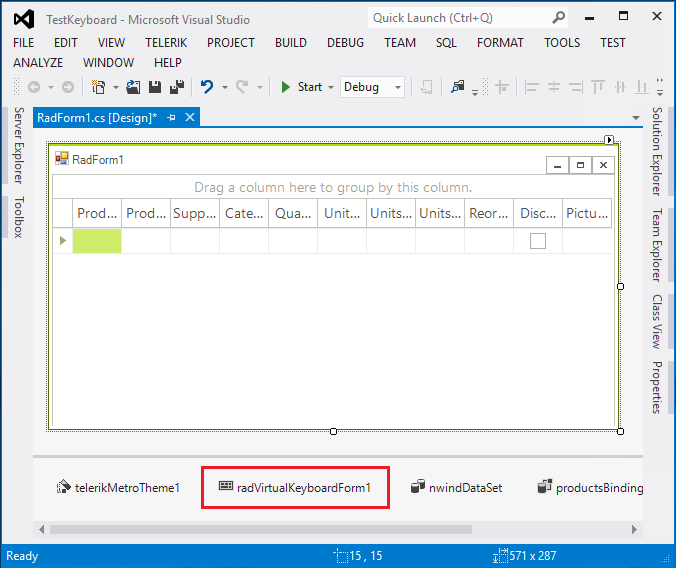 TestKeyboard - Microsoft Visual Studio
Quick Launch (Ctrl+Q)
FILE EDIT VIEW TELERIK PROJECT BUILD DEBUG TEAM SQL FORMAT TOOLS TEST
ANALYZE WINDOW HELP
Start Debug
RadForm1.cs [Design]*
Server Explorer
Toolbox
RadForm1
Drag a column here to group by this column.
Prod... Prod... Supp... Cate... Qua... Unit... Units... Units... Reor... Disc... Pictu...
Solution Explorer
Team Explorer
Class View
Properties
telerikMetroTheme1 radVirtualKeyboardForm1 nwindDataSet productsBinding
Ready 15 , 15 571 x 287